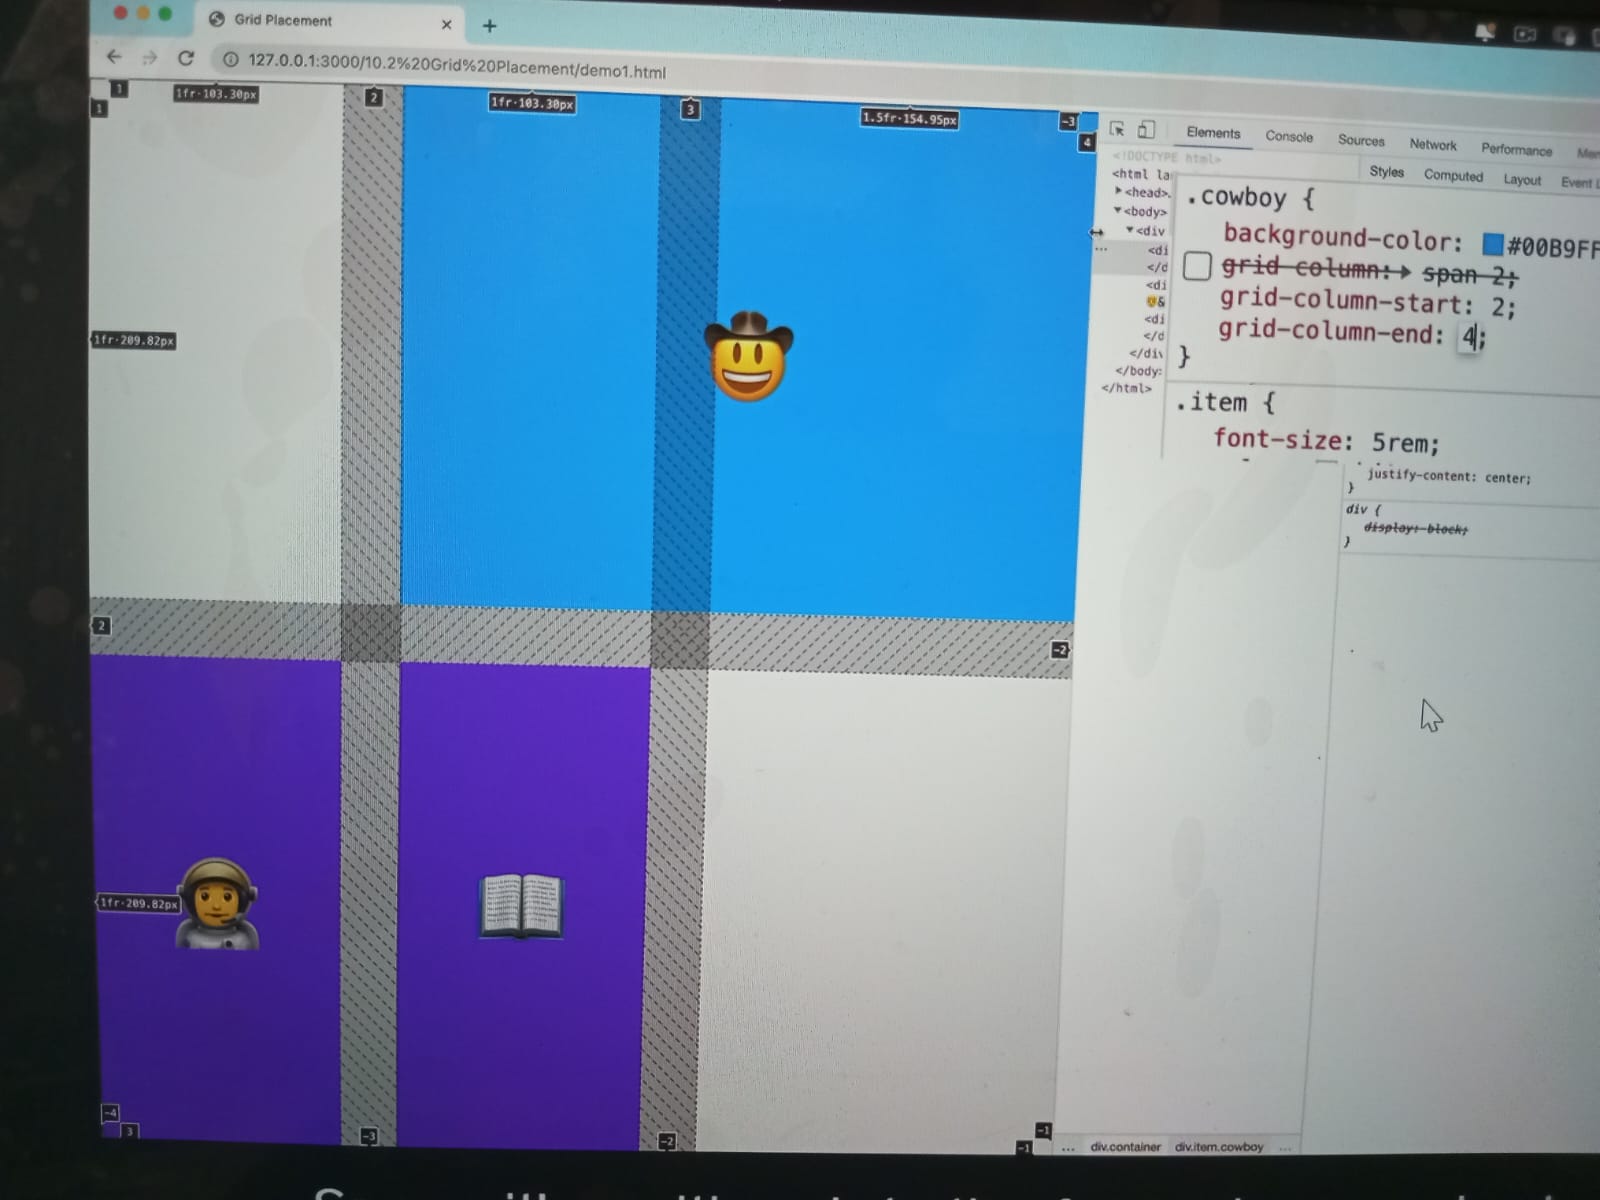 Grid Placement
127.0.0.1:3000/10.2%20Grid%20Placement/demo1.html
1
1
1fr·103.30px
2
1fr·103.30px
3
1.5fr·154.95px
-3
4
1fr·209.82px
2
-2
1fr·209.82px
-4
3
-3
-2
-1
-1
Elements Console Sources Network Performance
Styles Computed Layout Event
<!DOCTYPE html>
<html la
<head>
<body>
<div
<di
</d
<di
&
<di
</d
</div
</body>
</html>
.cowboy {
background-color: #00B9FF
grid-column: span 2;
grid-column-start: 2;
grid-column-end: 4;
}
.item {
font-size: 5rem;
justify-content: center;
}
div {
display: block;
}
... div.container div.item.cowboy ...